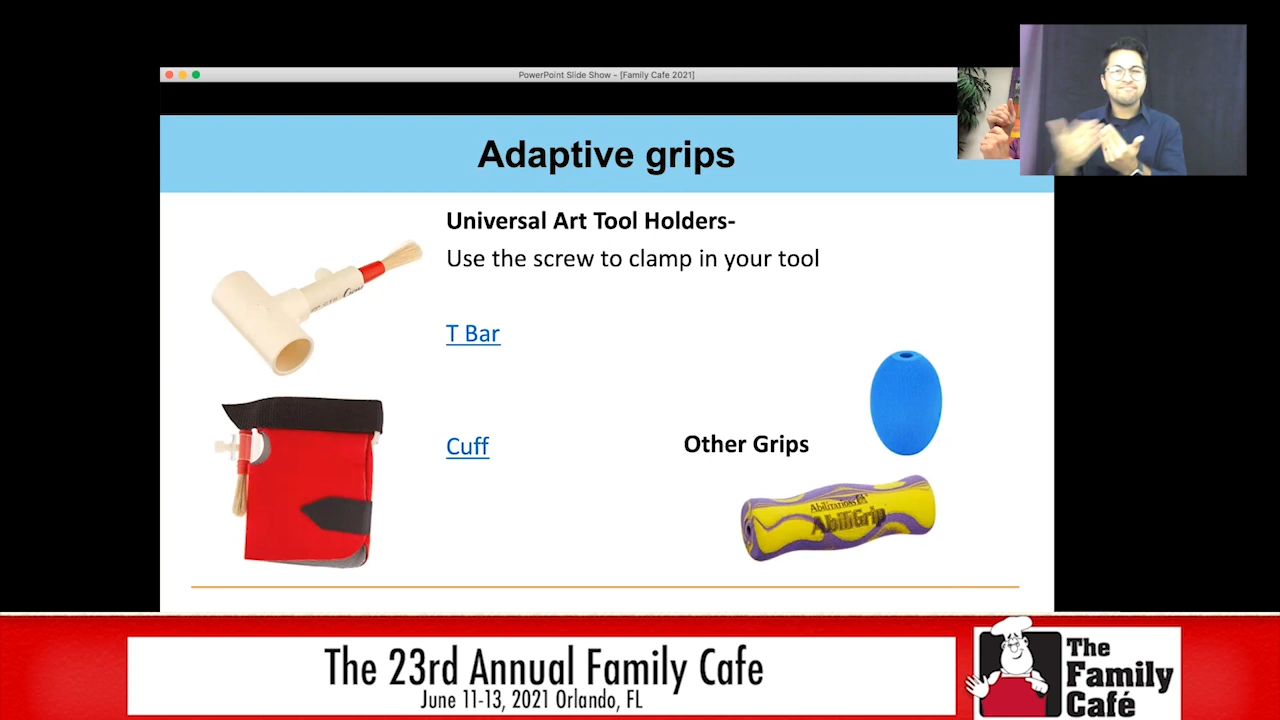 PowerPoint Slide Show - [Family Cafe 2021]
Adaptive grips
Universal Art Tool Holders-
Use the screw to clamp in your tool
T Bar
Cuff
Other Grips
Abilitations
AbiliGrip
The 23rd Annual Family Cafe
June 11-13, 2021 Orlando, FL
The
Family
Café